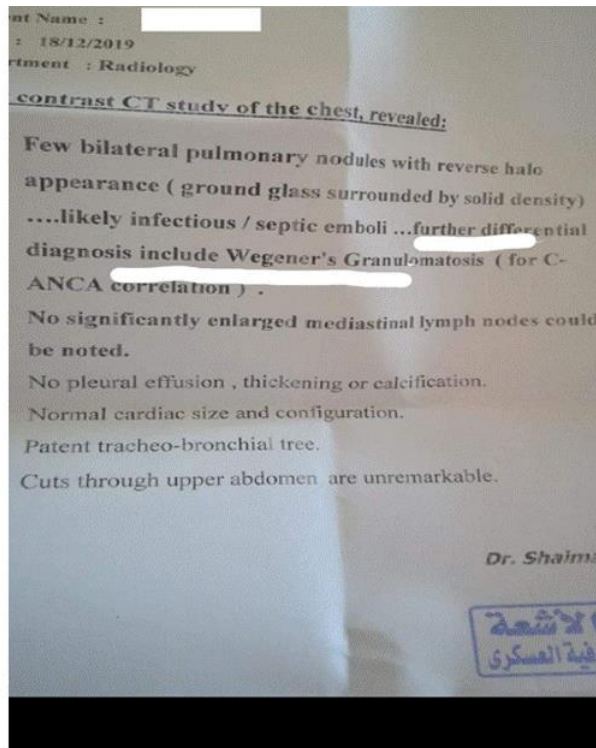 nt Name :
: 18/12/2019
rtment : Radiology
contrast CT study of the chest, revealed:
Few bilateral pulmonary nodules with reverse halo
appearance ( ground glass surrounded by solid density)
....likely infectious / septic emboli ...further differential
diagnosis include Wegener's Granulomatosis ( for C-
ANCA correlation ) .
No significantly enlarged mediastinal lymph nodes could
be noted.
No pleural effusion , thickening or calcification.
Normal cardiac size and configuration.
Patent tracheo-bronchial tree.
Cuts through upper abdomen are unremarkable.
Dr. Shaima
الأشعة
العسكرى